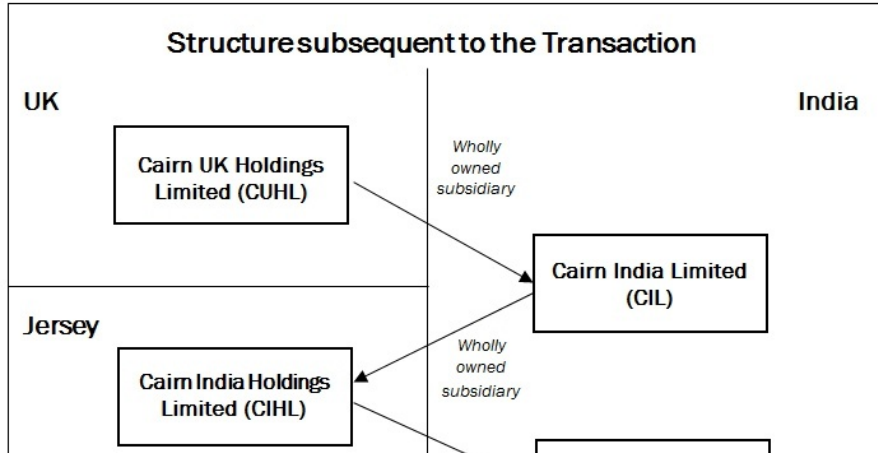 Structure subsequent to the Transaction
UK
India
Cairn UK Holdings
Limited (CUHL)
Wholly
owned
subsidiary
Cairn India Limited
(CIL)
Jersey
Wholly
owned
subsidiary
Cairn India Holdings
Limited (CIHL)